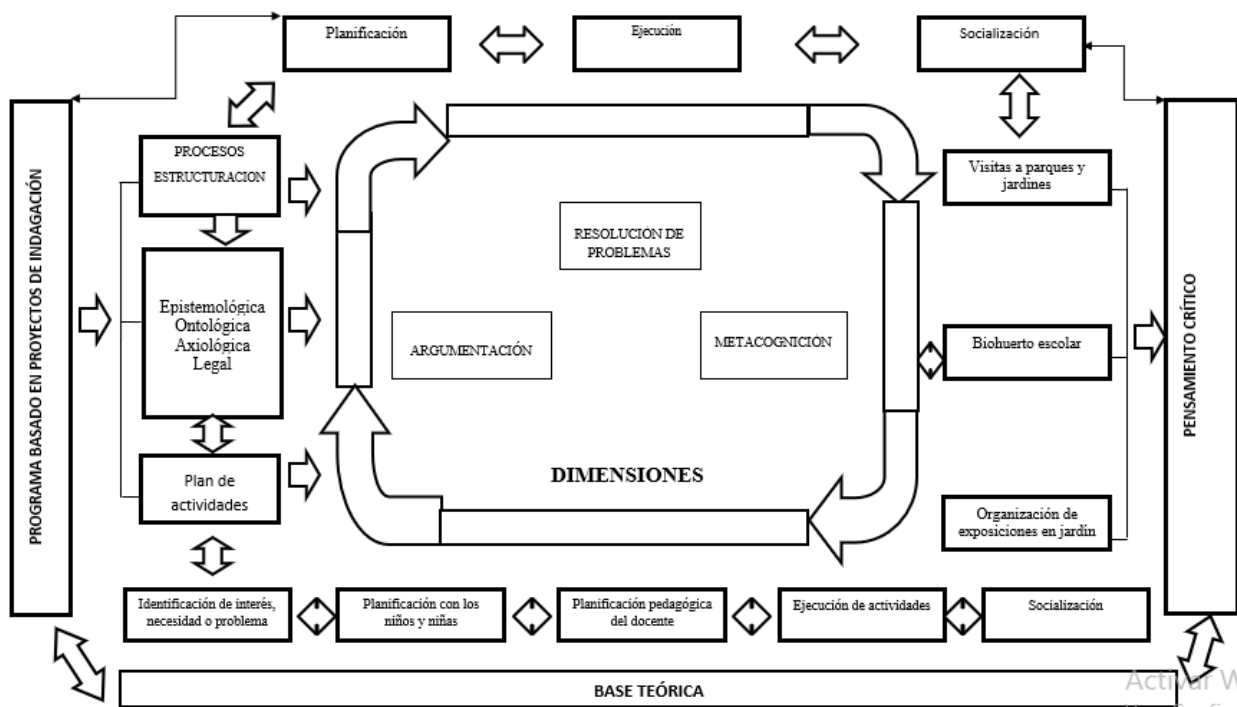 Planificación
Ejecución
Socialización
PROGRAMA BASADO EN PROYECTOS DE INDAGACIÓN
PROCESOS
ESTRUCTURACION
Epistemológica
Ontológica
Axiológica
Legal
Plan de
actividades
RESOLUCIÓN DE
PROBLEMAS
ARGUMENTACIÓN
METACOGNICIÓN
DIMENSIONES
Visitas a parques y
jardines
Biohuerto escolar
Organización de
exposiciones en jardín
PENSAMIENTO CRÍTICO
Identificación de interés,
necesidad o problema
Planificación con los
niños y niñas
Planificación pedagógica
del docente
Ejecución de actividades
Socialización
BASE TEÓRICA
Activar W